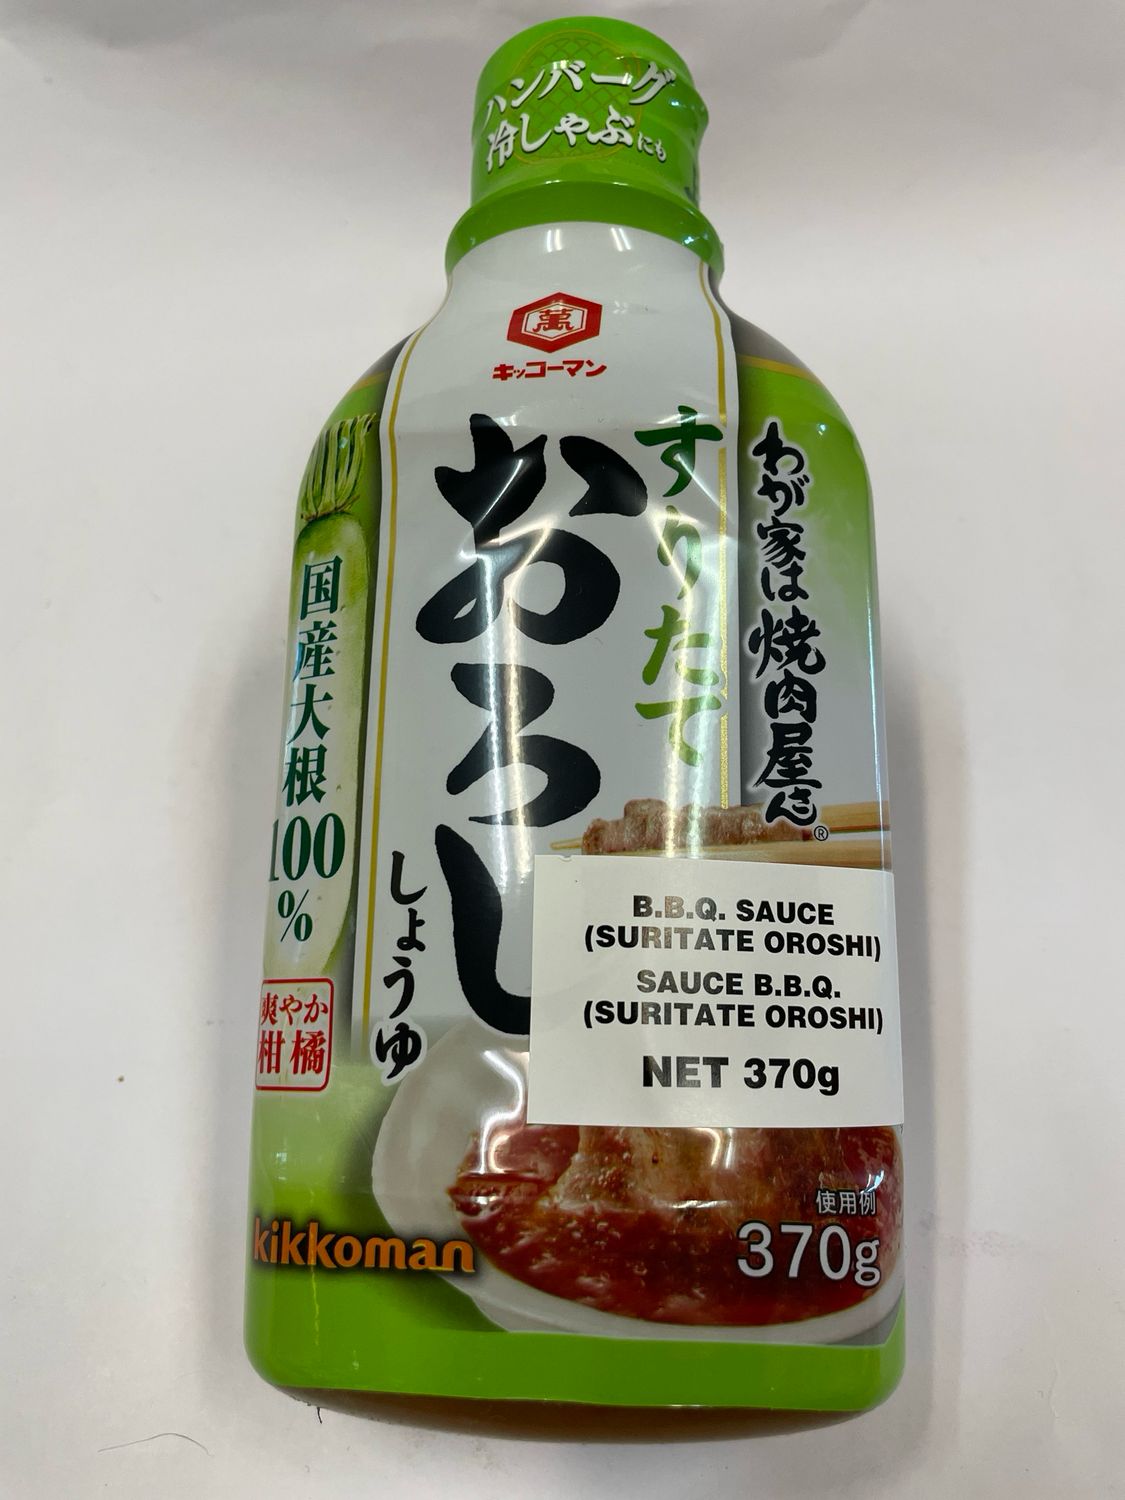 ハンバーグ
冷しゃぶにも
萬
キッコーマン
わが家は焼肉屋さん®
すりたて
おろし
しょうゆ
国産大根100%
爽やか
柑橘
B.B.Q. SAUCE
(SURITATE OROSHI)
SAUCE B.B.Q.
(SURITATE OROSHI)
NET 370g
使用例
370g
kikkoman